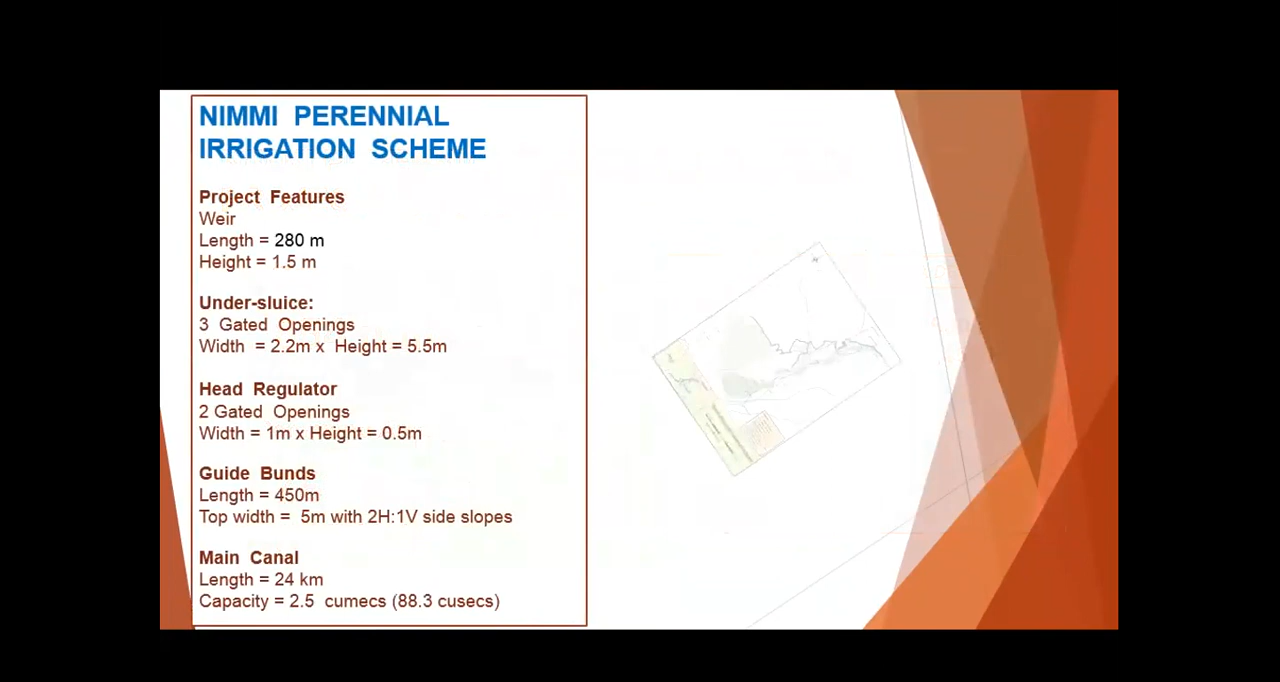 NIMMI PERENNIAL
IRRIGATION SCHEME
Project Features
Weir
Length = 280 m
Height = 1.5 m
Under-sluice:
3 Gated Openings
Width = 2.2m x Height = 5.5m
Head Regulator
2 Gated Openings
Width = 1m x Height = 0.5m
Guide Bunds
Length = 450m
Top width = 5m with 2H:1V side slopes
Main Canal
Length = 24 km
Capacity = 2.5 cumecs (88.3 cusecs)